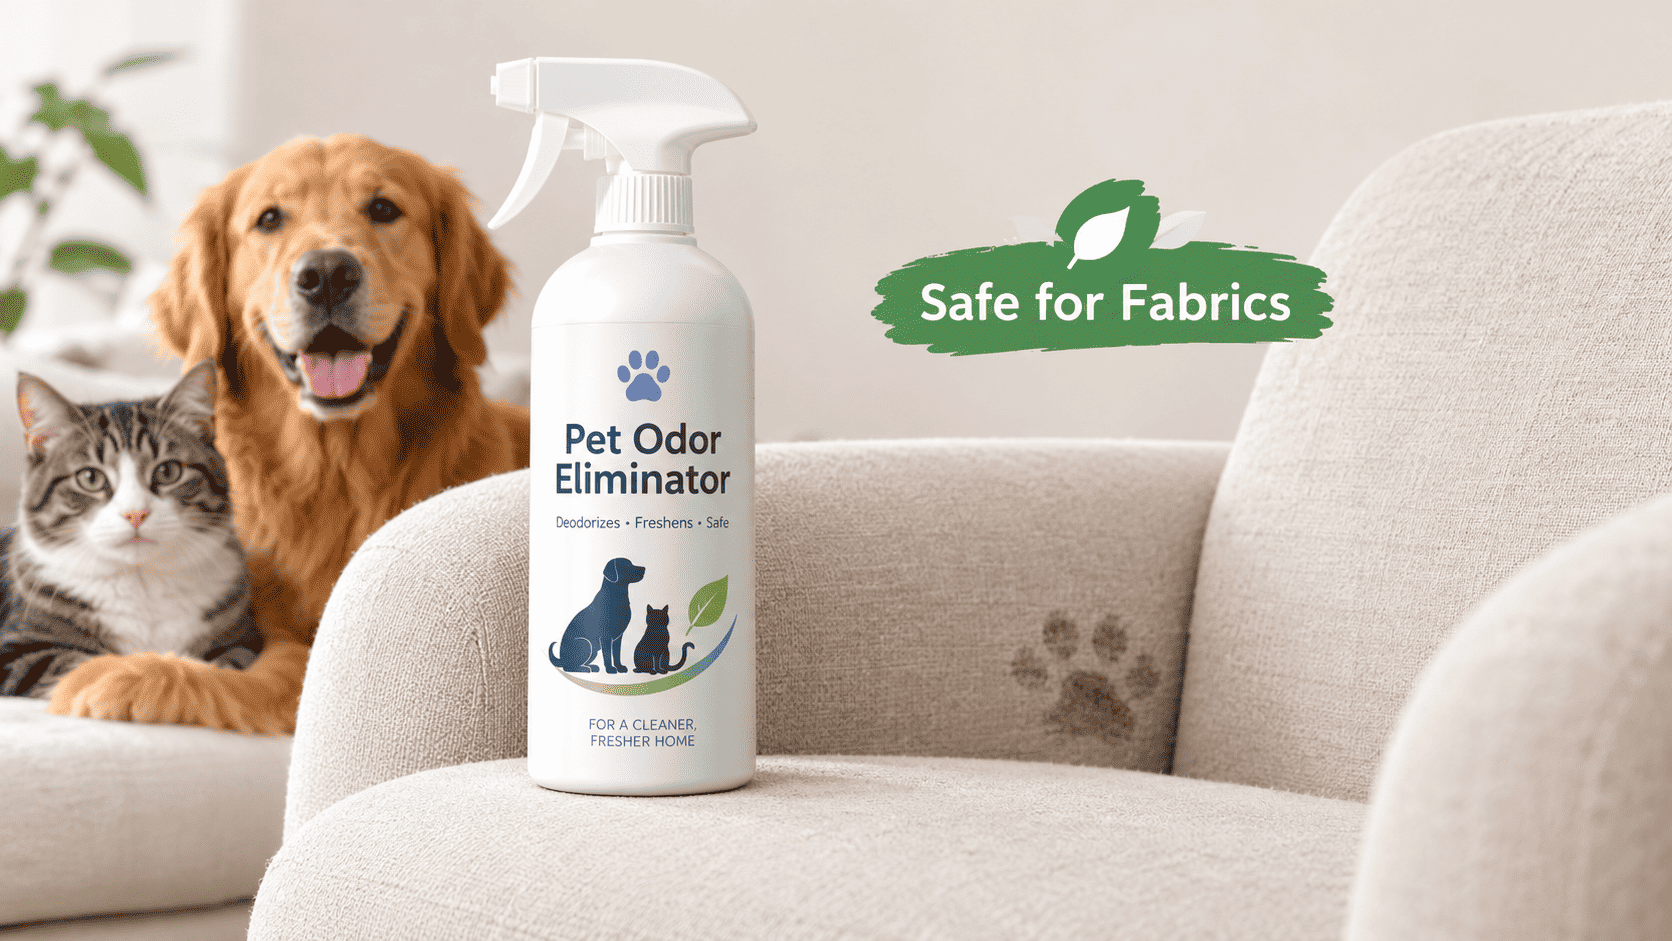 Pet Odor
Eliminator
Deodorizes • Freshens • Safe
FOR A CLEANER,
FRESHER HOME
Safe for Fabrics